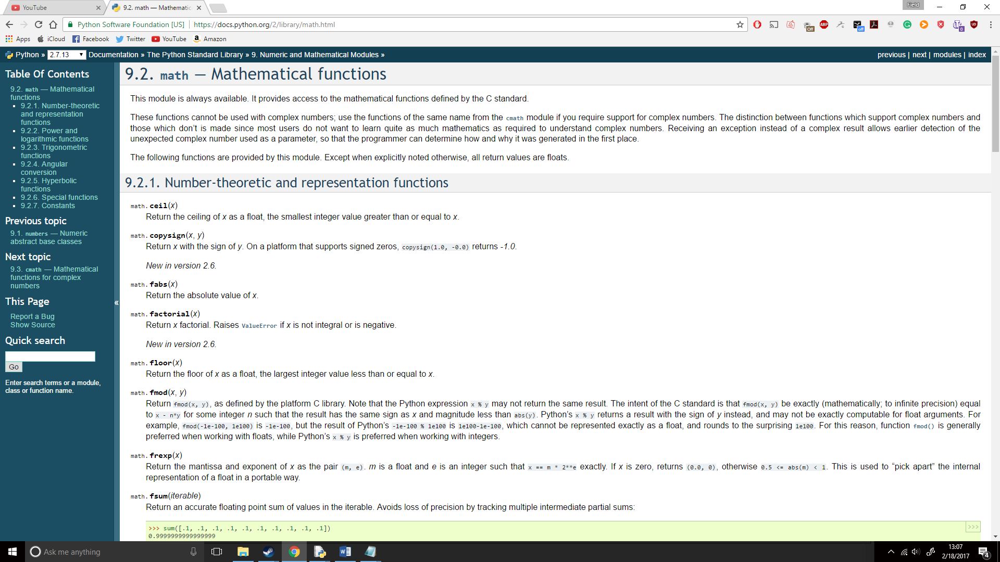 YouTube
9.2. math — Mathematic
Field
Python Software Foundation [US]
https://docs.python.org/2/library/math.html
ABP
Off
off
0
Apps
iCloud
Facebook
Twitter
YouTube
Amazon
Python » 2.7.13 Documentation » The Python Standard Library » 9. Numeric and Mathematical Modules »
previous | next | modules | index
Table Of Contents
9.2. math — Mathematical
functions
9.2.1. Number-theoretic
and representation
functions
9.2.2. Power and
logarithmic functions
9.2.3. Trigonometric
functions
9.2.4. Angular
conversion
9.2.5. Hyperbolic
functions
9.2.6. Special functions
9.2.7. Constants
Previous topic
9.1. numbers — Numeric
abstract base classes
Next topic
9.3. cmath — Mathematical
functions for complex
numbers
This Page
Report a Bug
Show Source
Quick search
Go
Enter search terms or a module,
class or function name.
«
9.2. math — Mathematical functions
This module is always available. It provides access to the mathematical functions defined by the C standard.
These functions cannot be used with complex numbers; use the functions of the same name from the cmath module if you require support for complex numbers. The distinction between functions which support complex numbers and
those which don't is made since most users do not want to learn quite as much mathematics as required to understand complex numbers. Receiving an exception instead of a complex result allows earlier detection of the
unexpected complex number used as a parameter, so that the programmer can determine how and why it was generated in the first place.
The following functions are provided by this module. Except when explicitly noted otherwise, all return values are floats.
9.2.1. Number-theoretic and representation functions
math.ceil(x)
Return the ceiling of x as a float, the smallest integer value greater than or equal to x.
math.copysign(x, y)
Return x with the sign of y. On a platform that supports signed zeros, copysign(1.0, -0.0) returns -1.0.
New in version 2.6.
math.fabs(x)
Return the absolute value of x.
math.factorial(x)
Return x factorial. Raises ValueError if x is not integral or is negative.
New in version 2.6.
math.floor(x)
Return the floor of x as a float, the largest integer value less than or equal to x.
math.fmod(x, y)
Return fmod(x, y), as defined by the platform C library. Note that the Python expression x % y may not return the same result. The intent of the C standard is that fmod(x, y) be exactly (mathematically; to infinite precision) equal
to x - n*y for some integer n such that the result has the same sign as x and magnitude less than abs(y). Python's x % y returns a result with the sign of y instead, and may not be exactly computable for float arguments. For
example, fmod(-1e-100, 1e100) is -1e-100, but the result of Python's -1e-100 % 1e100 is 1e100-1e-100, which cannot be represented exactly as a float, and rounds to the surprising 1e100. For this reason, function fmod() is generally
preferred when working with floats, while Python's x % y is preferred when working with integers.
math.frexp(x)
Return the mantissa and exponent of x as the pair (m, e). m is a float and e is an integer such that x == m * 2**e exactly. If x is zero, returns (0.0, 0), otherwise 0.5 <= abs(m) < 1. This is used to “pick apart” the internal
representation of a float in a portable way.
math.fsum(iterable)
Return an accurate floating point sum of values in the iterable. Avoids loss of precision by tracking multiple intermediate partial sums:
>>> sum([.1, .1, .1, .1, .1, .1, .1, .1, .1, .1])
>>>
0.9999999999999999
Ask me anything
13:07
2/18/2017
4